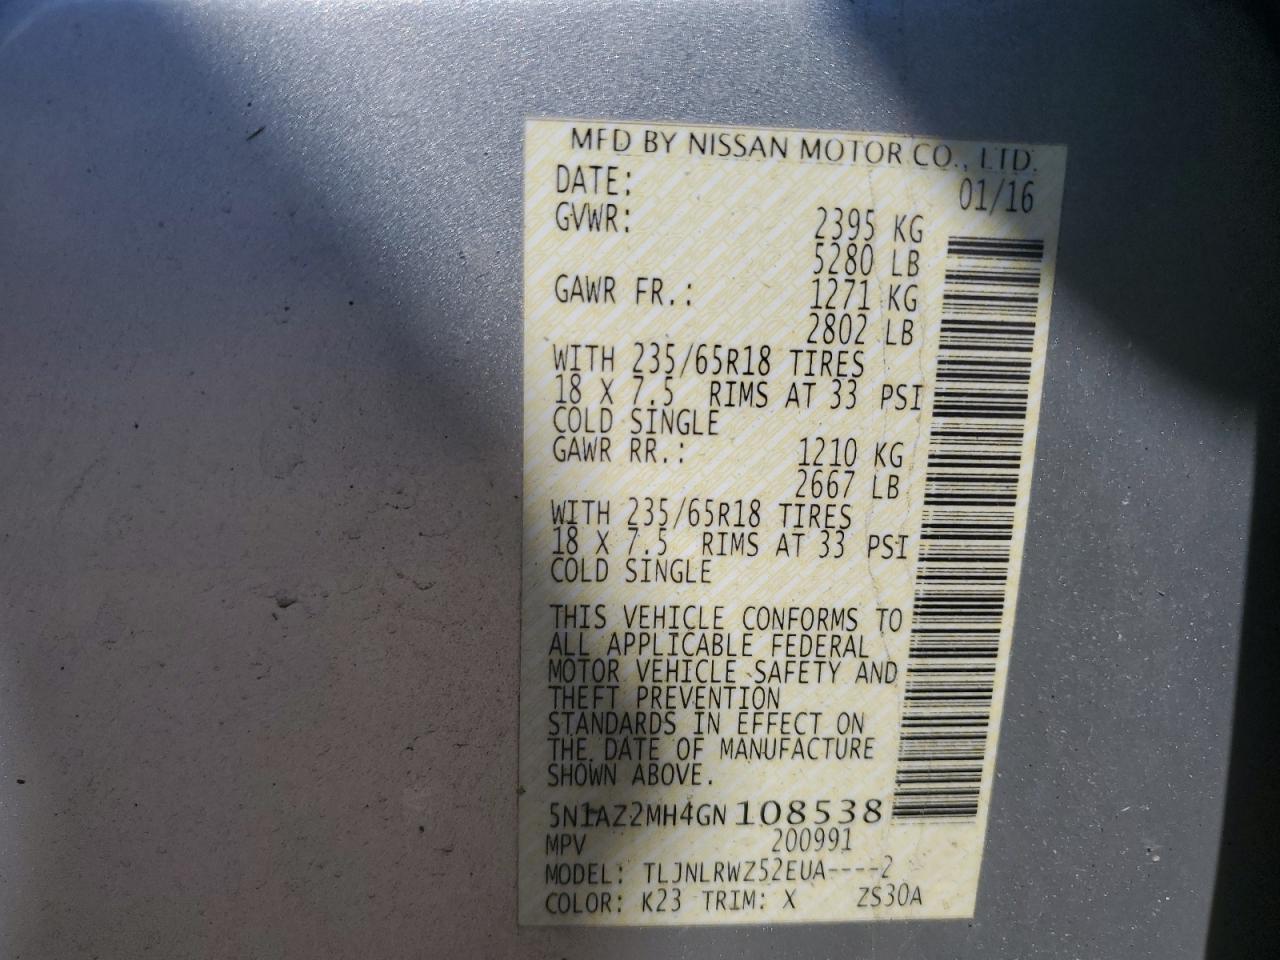 MFD BY NISSAN MOTOR CO., LTD.
DATE: 01/16
GVWR: 2395 KG
5280 LB
GAWR FR.: 1271 KG
2802 LB
WITH 235/65R18 TIRES
18 X 7.5 RIMS AT 33 PSI
COLD SINGLE
GAWR RR.: 1210 KG
2667 LB
WITH 235/65R18 TIRES
18 X 7.5 RIMS AT 33 PSI
COLD SINGLE
THIS VEHICLE CONFORMS TO
ALL APPLICABLE FEDERAL
MOTOR VEHICLE SAFETY AND
THEFT PREVENTION
STANDARDS IN EFFECT ON
THE DATE OF MANUFACTURE
SHOWN ABOVE.
5N1AZ2MH4GN108538
MPV 200991
MODEL: TLJNLRWZ52EUA----2
COLOR: K23 TRIM: X ZS30A